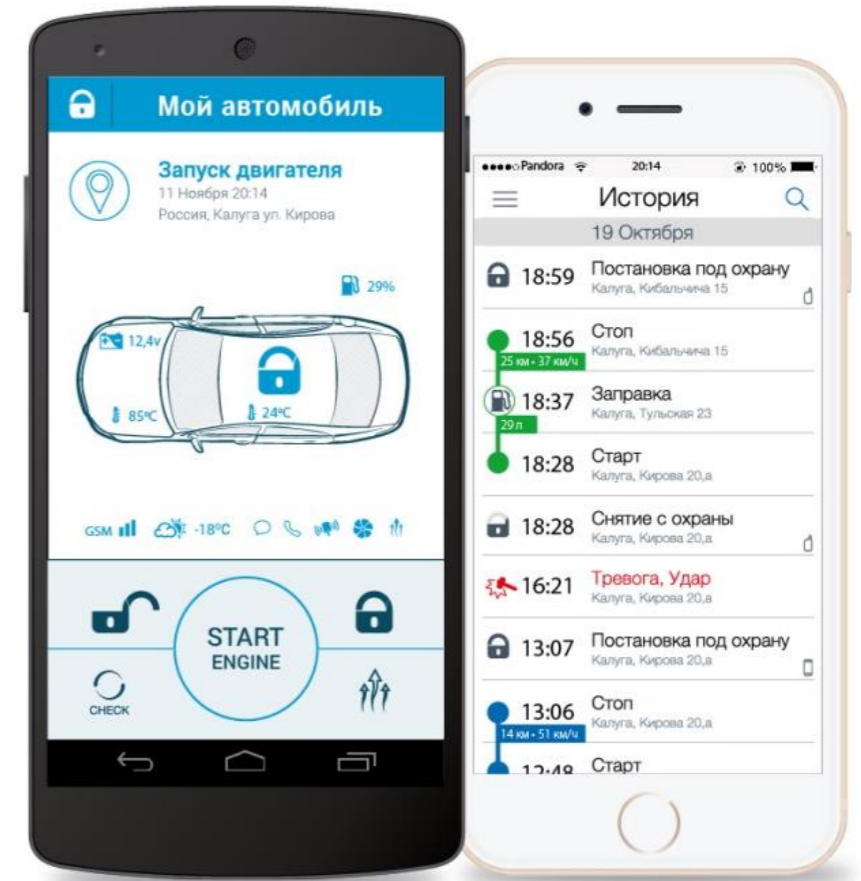 Мой автомобиль
Запуск двигателя
11 Ноября 20:14
Россия, Калуга ул. Кирова
29%
12,4v
85ºC
24ºC
GSM
-18ºC
START
ENGINE
CHECK
Pandora 20:14 100%
История
19 Октября
18:59 Постановка под охрану
Калуга, Кибальчича 15
18:56 Стоп
25 км • 37 км/ч Калуга, Кибальчича 15
18:37 Заправка
29 л Калуга, Тульская 23
18:28 Старт
Калуга, Кирова 20,а
18:28 Снятие с охраны
Калуга, Кирова 20,а
16:21 Тревога, Удар
Калуга, Кирова 20,а
13:07 Постановка под охрану
Калуга, Кирова 20,а
13:06 Стоп
14 км • 51 км/ч Калуга, Кирова 20,а
12:48 Старт